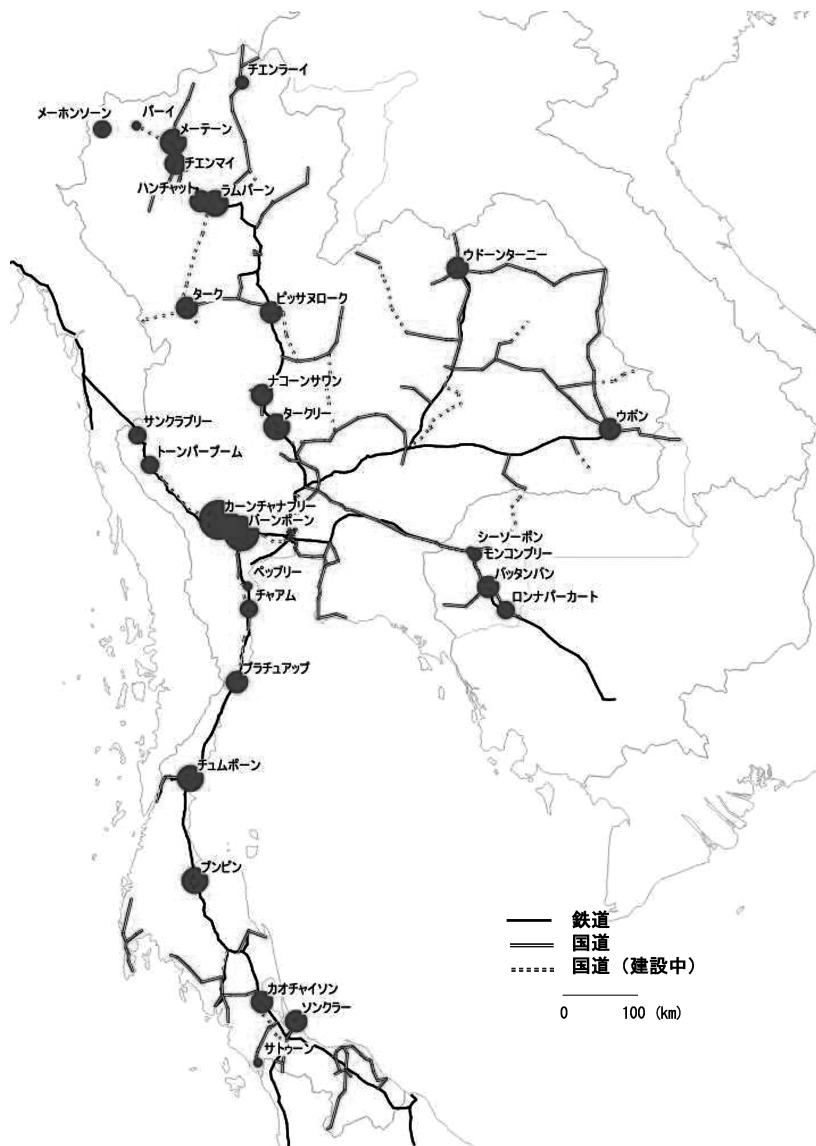 チエンラーイ
パーイ
メーホンソーン
メーテーン
チエンマイ
ハンチャット
ラムパーン
ウドーンターニー
ターク
ピッサヌローク
ナコーンサワン
タークリー
サンクラブリー
ウボン
トーンパープーム
カーンチャナブリー
バーンポーン
シーソーポン
モンコンブリー
ペッブリー
バッタンバン
チャアム
ロンナパーカート
プラチュアップ
チュムポーン
プンピン
鉄道
国道
国道（建設中）
カオチャイソン
0 100 (km)
ソンクラー
サトゥーン